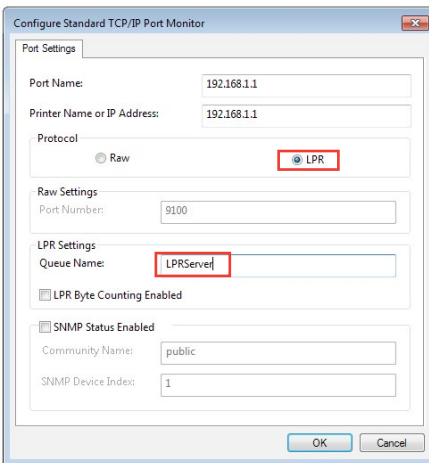 Configure Standard TCP/IP Port Monitor
Port Settings
Port Name: 192.168.1.1
Printer Name or IP Address: 192.168.1.1
Protocol
Raw LPR
Raw Settings
Port Number: 9100
LPR Settings
Queue Name: LPRServer
LPR Byte Counting Enabled
SNMP Status Enabled
Community Name: public
SNMP Device Index: 1
OK Cancel